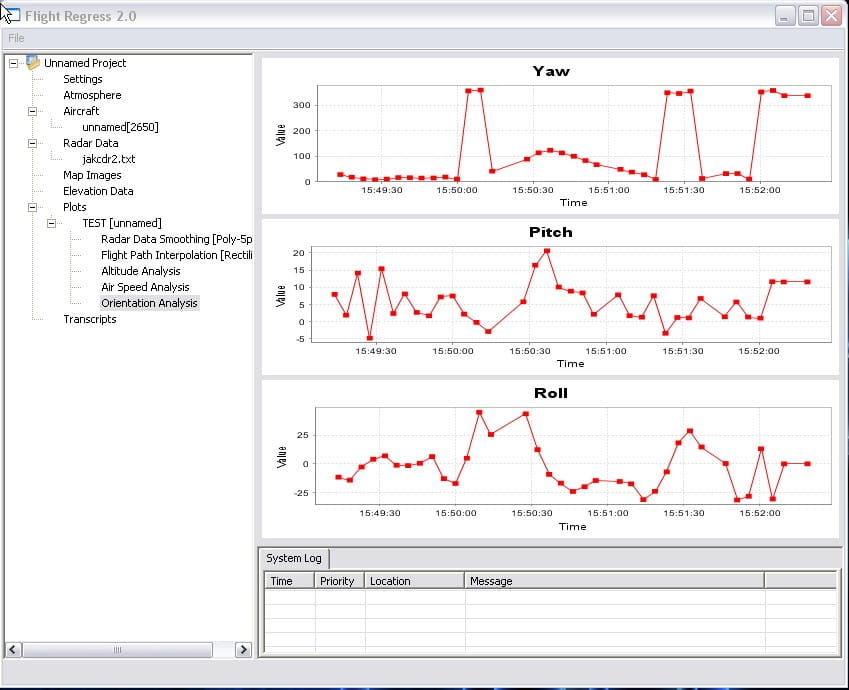 Flight Regress 2.0
File
Unnamed Project
Settings
Atmosphere
Aircraft
unnamed[2650]
Radar Data
jakcdr2.txt
Map Images
Elevation Data
Plots
TEST [unnamed]
Radar Data Smoothing [Poly-5p
Flight Path Interpolation [Rectili
Altitude Analysis
Air Speed Analysis
Orientation Analysis
Transcripts
Yaw
Value
300
200
100
0
15:49:30 15:50:00 15:50:30 15:51:00 15:51:30 15:52:00
Time
Pitch
Value
20
15
10
5
0
-5
15:49:30 15:50:00 15:50:30 15:51:00 15:51:30 15:52:00
Time
Roll
Value
25
0
-25
15:49:30 15:50:00 15:50:30 15:51:00 15:51:30 15:52:00
Time
System Log
Time Priority Location Message